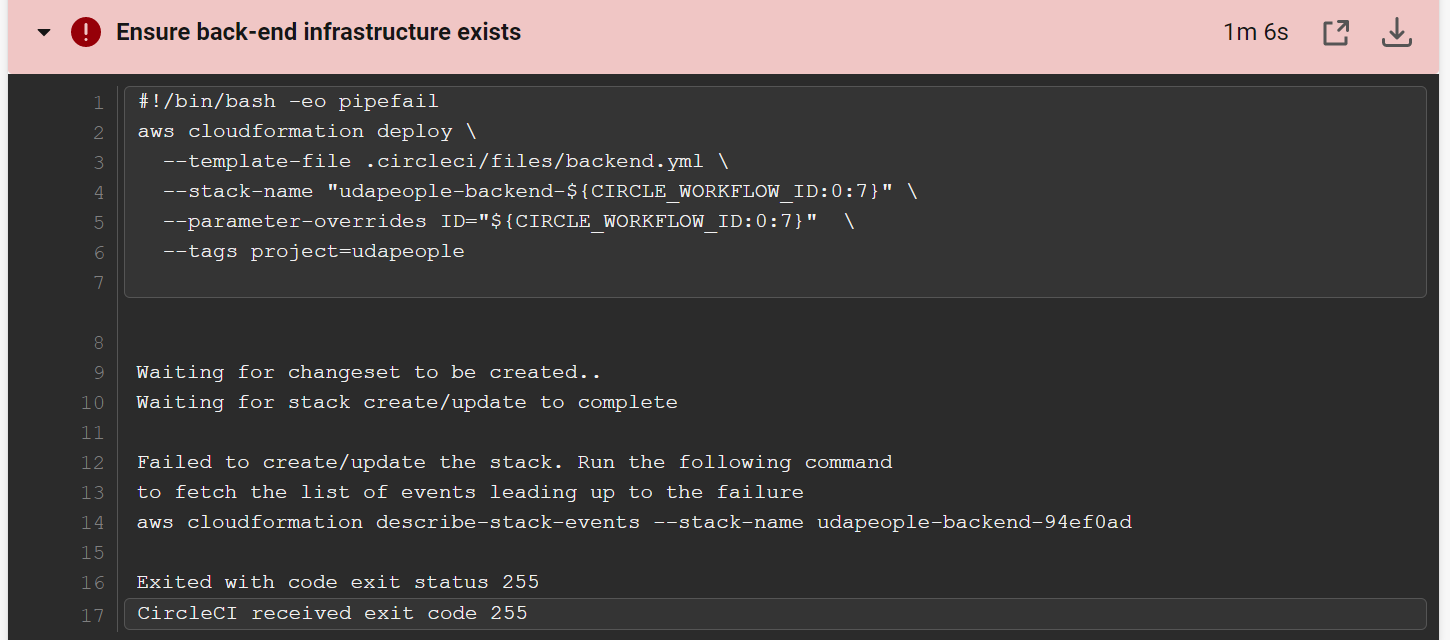 Ensure back-end infrastructure exists 1m 6s
1 #!/bin/bash -eo pipefail
2 aws cloudformation deploy \
3   --template-file .circleci/files/backend.yml \
4   --stack-name "udapeople-backend-${CIRCLE_WORKFLOW_ID:0:7}" \
5   --parameter-overrides ID="${CIRCLE_WORKFLOW_ID:0:7}"  \
6   --tags project=udapeople
7
8
9 Waiting for changeset to be created..
10 Waiting for stack create/update to complete
11
12 Failed to create/update the stack. Run the following command
13 to fetch the list of events leading up to the failure
14 aws cloudformation describe-stack-events --stack-name udapeople-backend-94ef0ad
15
16 Exited with code exit status 255
17 CircleCI received exit code 255